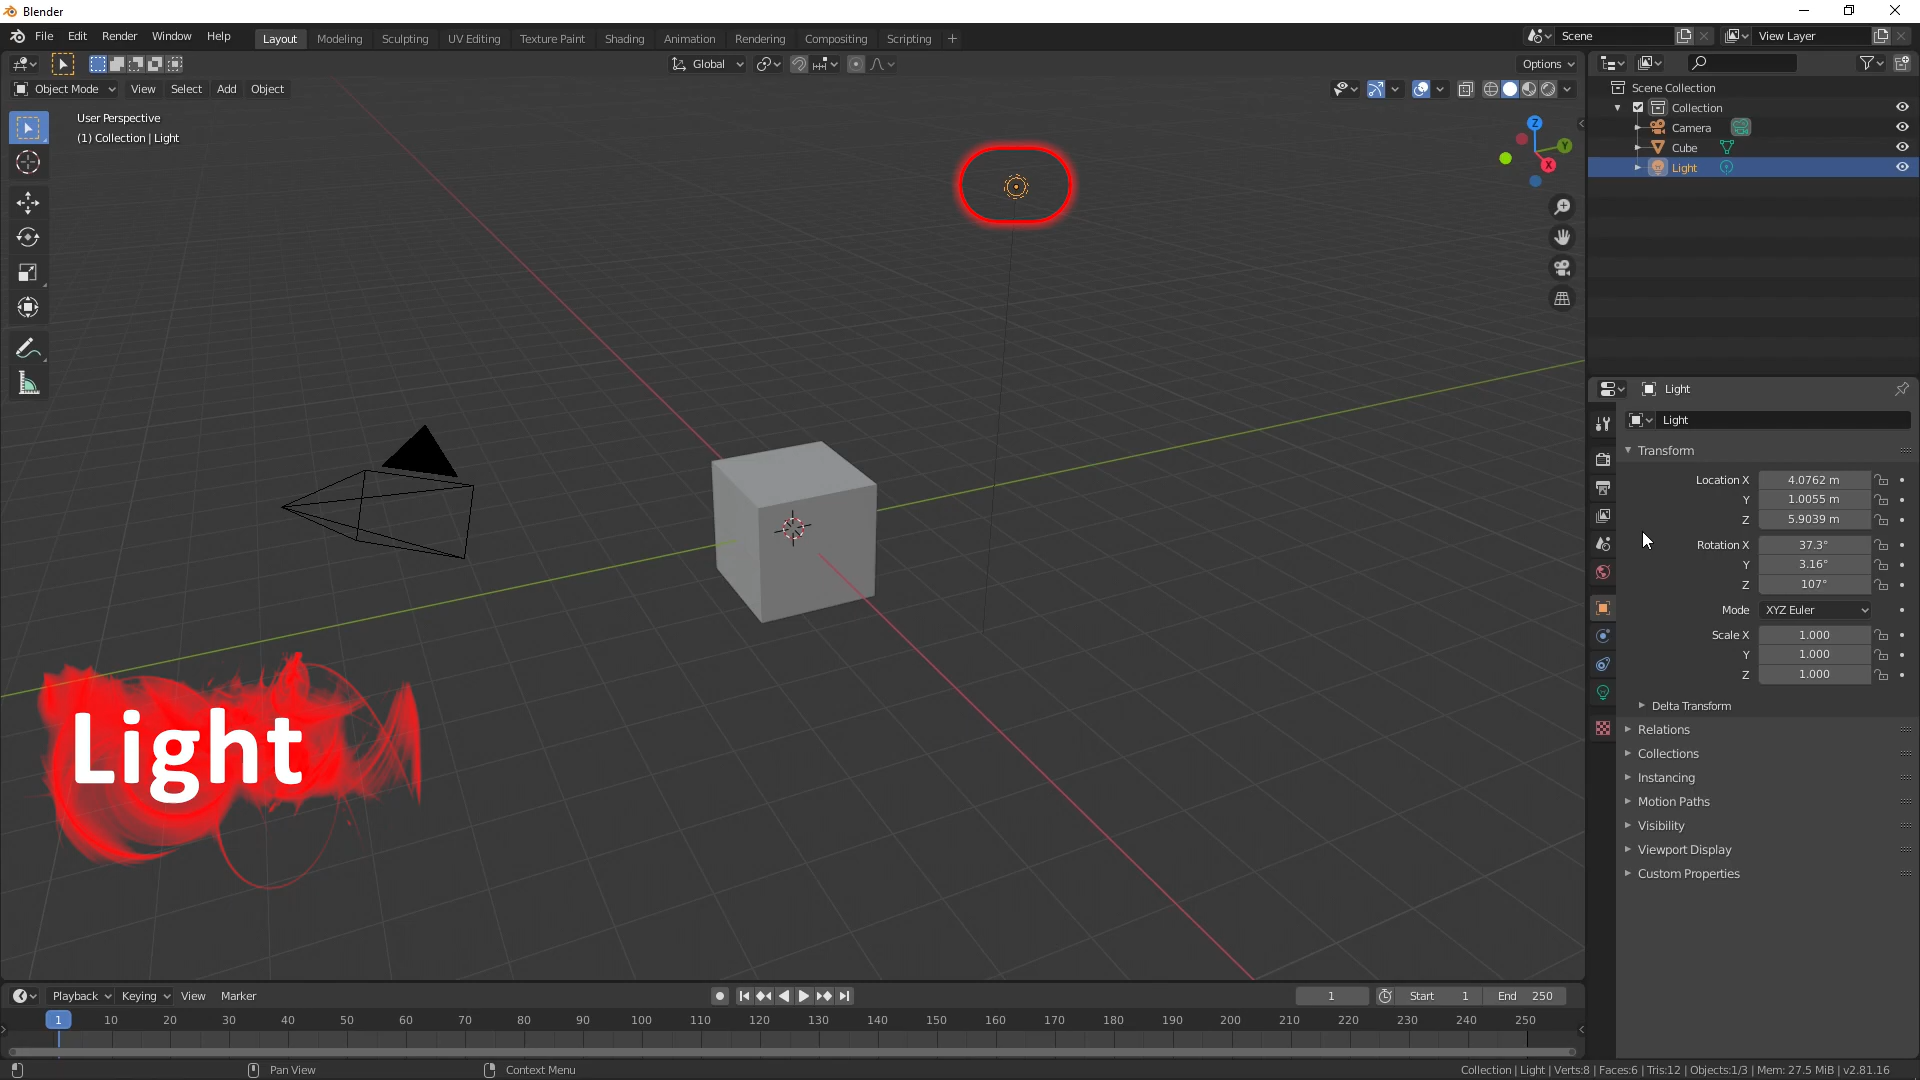 Blender
File Edit Render Window Help Layout Modeling Sculpting UV Editing Texture Paint Shading Animation Rendering Compositing Scripting + Scene View Layer
Global Options
Object Mode View Select Add Object
User Perspective
(1) Collection | Light
Z
Y
X
Scene Collection
Collection
Camera
Cube
Light
Light
Light
Transform
Location X 4.0762 m
Y 1.0055 m
Z 5.9039 m
Rotation X 37.3°
Y 3.16°
Z 107°
Mode XYZ Euler
Scale X 1.000
Y 1.000
Z 1.000
Delta Transform
Relations
Collections
Instancing
Motion Paths
Visibility
Viewport Display
Custom Properties
Light
Playback Keying View Marker 1 Start 1 End 250
1 10 20 30 40 50 60 70 80 90 100 110 120 130 140 150 160 170 180 190 200 210 220 230 240 250
Pan View Context Menu Collection | Light | Verts:8 | Faces:6 | Tris:12 | Objects:1/3 | Mem: 27.5 MiB | v2.81.16